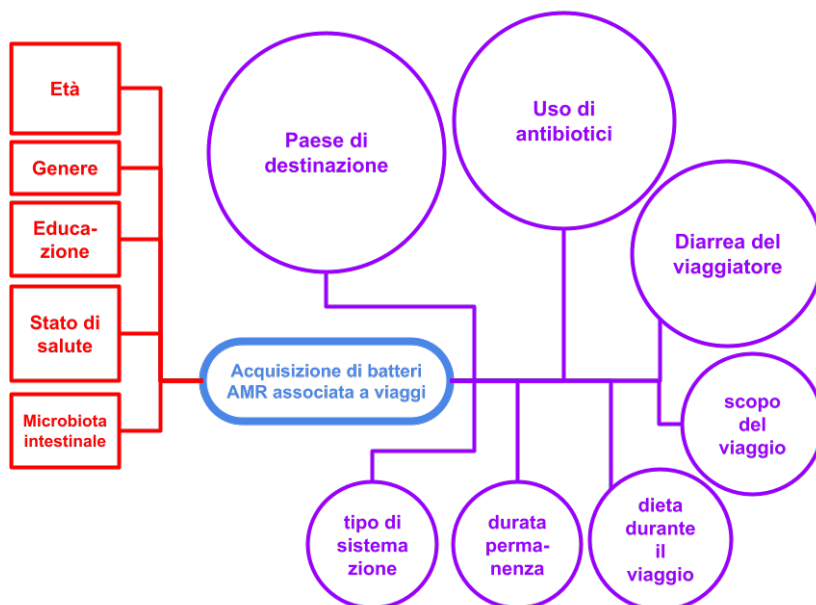 Età
Genere
Educa-
zione
Stato di
salute
Microbiota
intestinale
Acquisizione di batteri
AMR associata a viaggi
Paese di
destinazione
Uso di
antibiotici
Diarrea del
viaggiatore
scopo
del
viaggio
dieta
durante
il
viaggio
durata
perma-
nenza
tipo di
sistema
zione